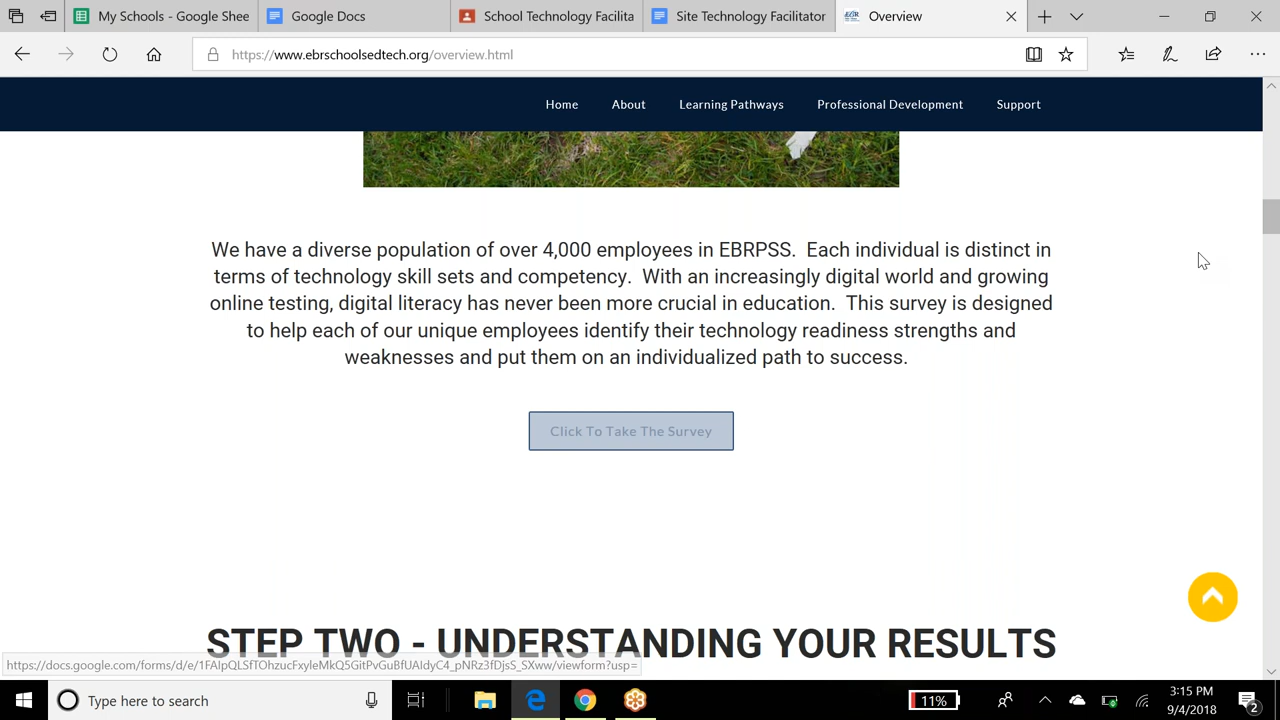 My Schools - Google Shee
Google Docs
School Technology Facilita
Site Technology Facilitator
EBR
Overview
https://www.ebrschoolsedtech.org/overview.html
Home
About
Learning Pathways
Professional Development
Support
We have a diverse population of over 4,000 employees in EBRPSS. Each individual is distinct in
terms of technology skill sets and competency. With an increasingly digital world and growing
online testing, digital literacy has never been more crucial in education. This survey is designed
to help each of our unique employees identify their technology readiness strengths and
weaknesses and put them on an individualized path to success.
Click To Take The Survey
STEP TWO - UNDERSTANDING YOUR RESULTS
Type here to search
11%
3:15 PM
9/4/2018
2